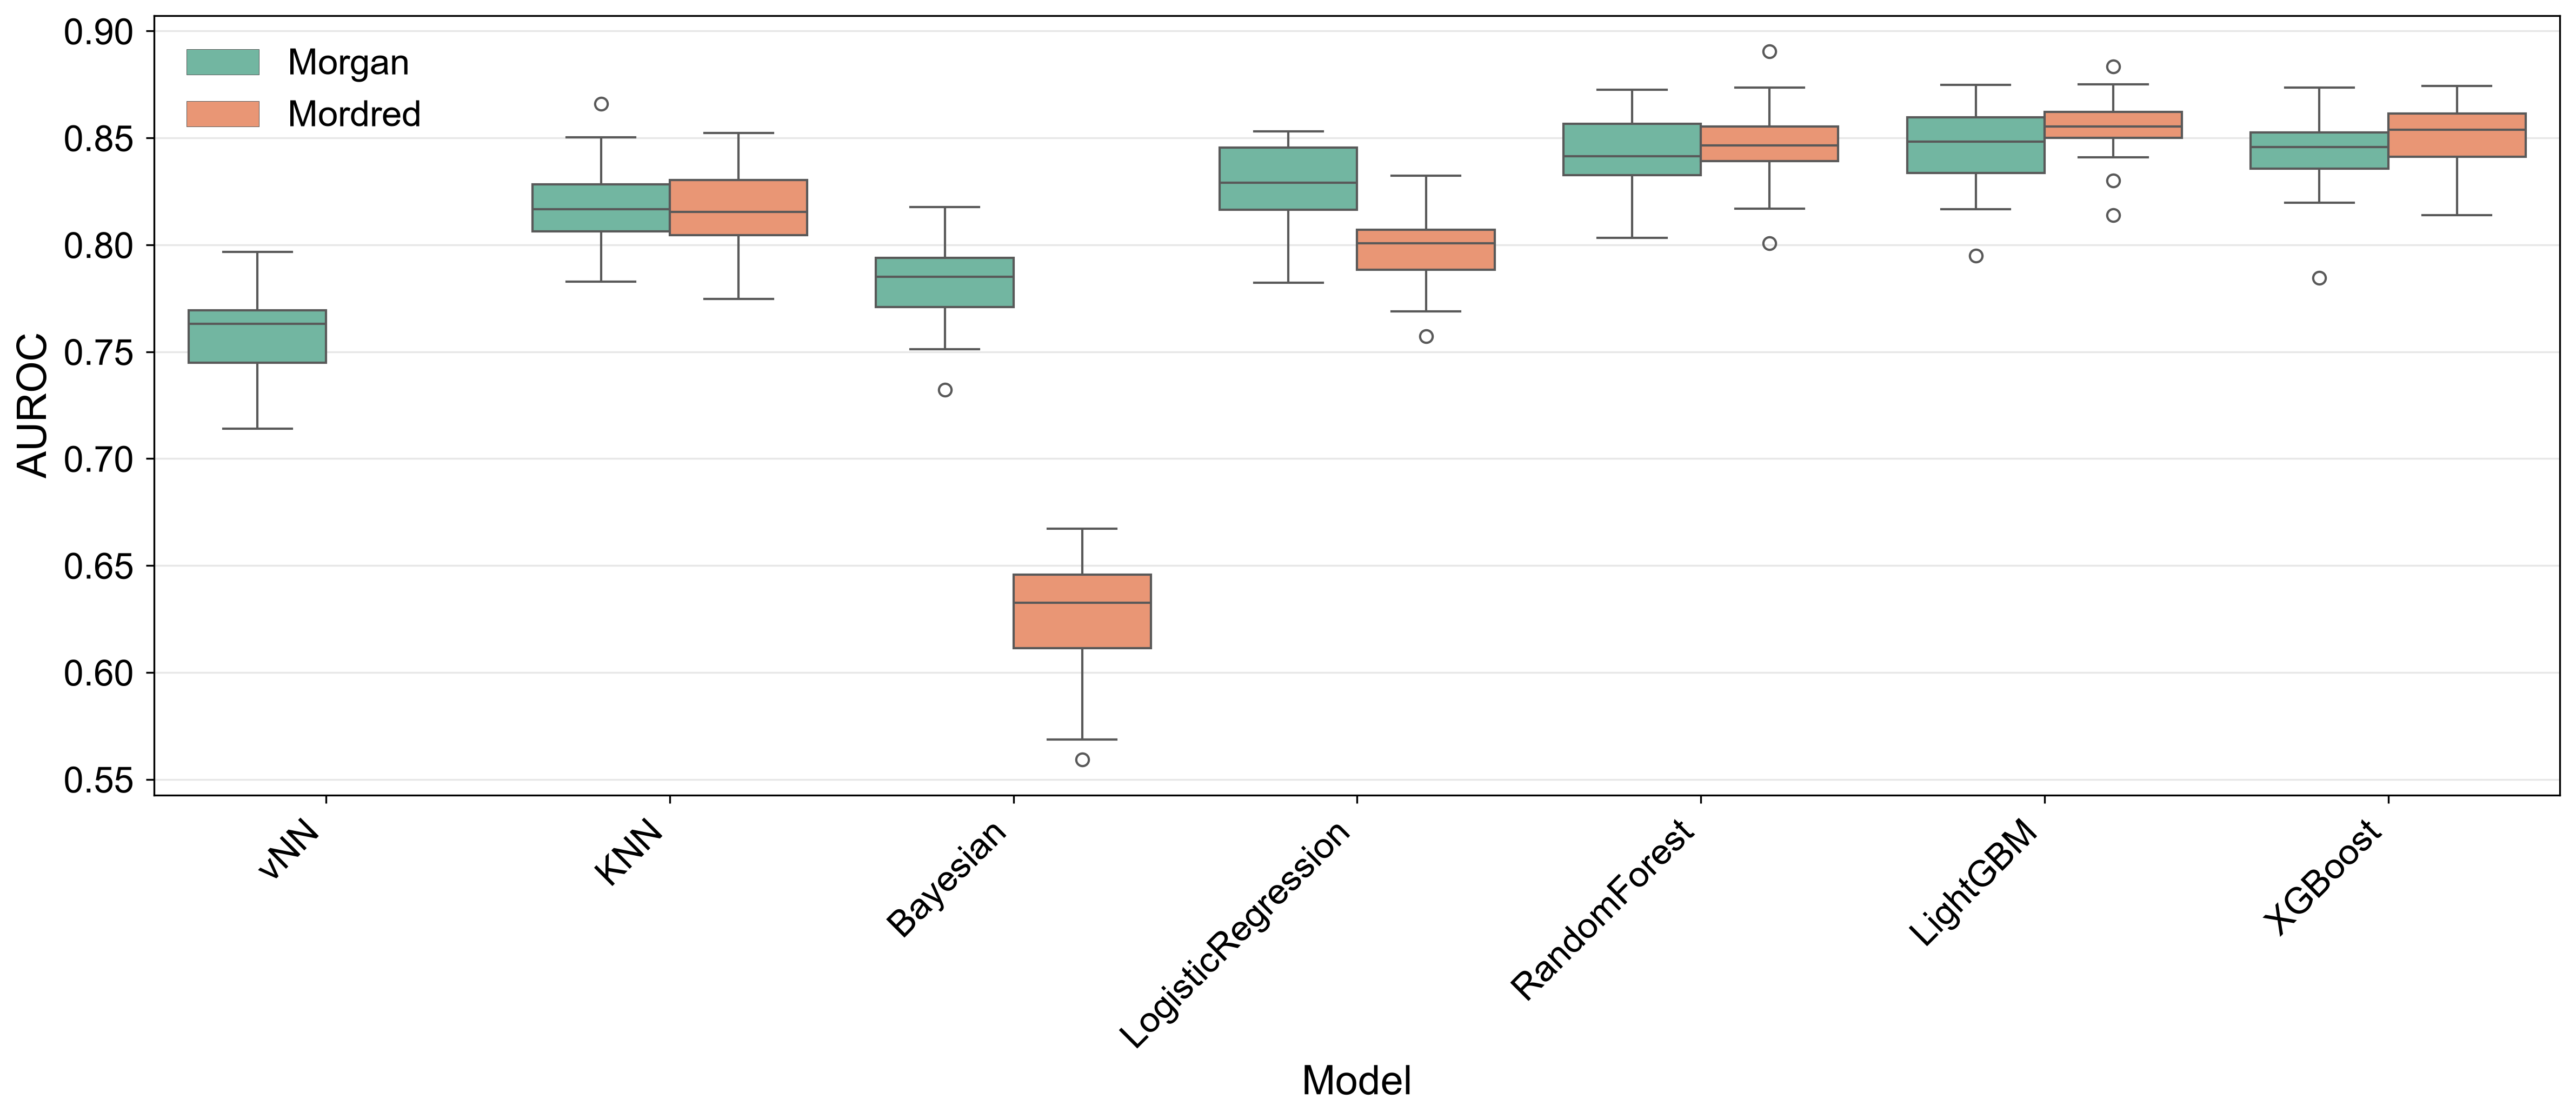 Morgan
Mordred
AUROC
0.90
0.85
0.80
0.75
0.70
0.65
0.60
0.55
vNN
KNN
Bayesian
LogisticRegression
RandomForest
LightGBM
XGBoost
Model